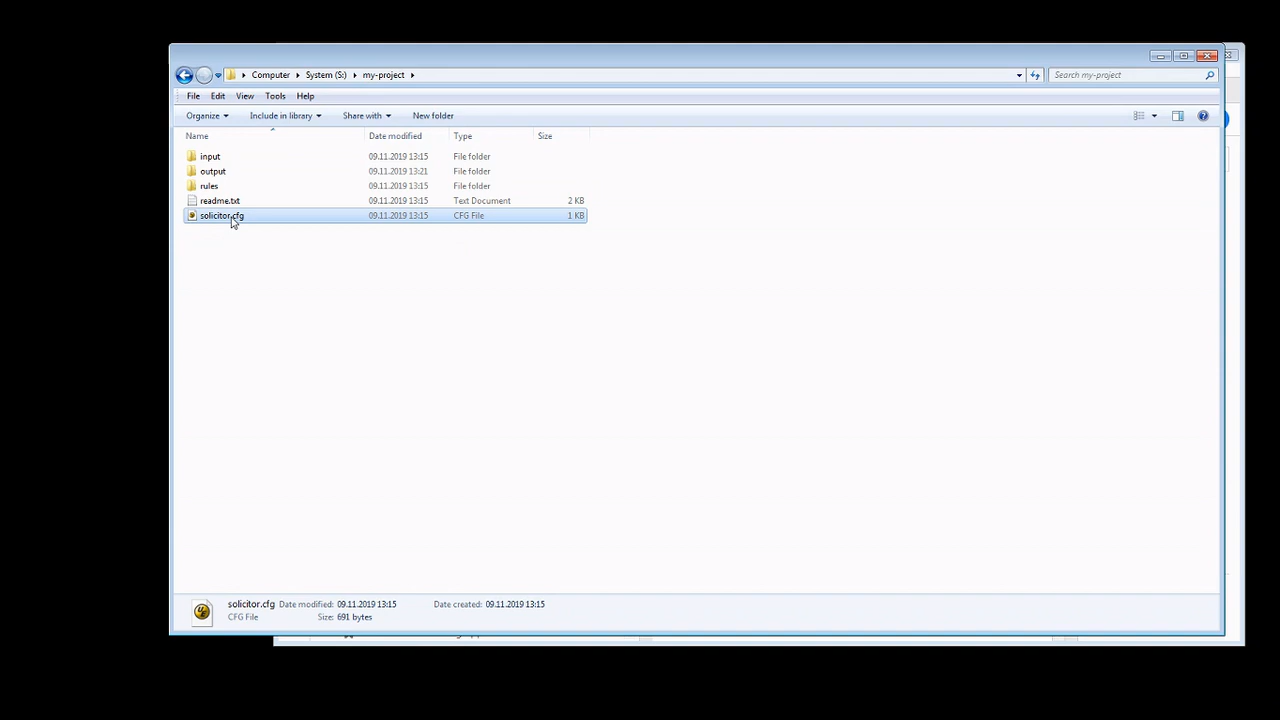 Computer System (S:) my-project Search my-project
File Edit View Tools Help
Organize Include in library Share with New folder
Name Date modified Type Size
input 09.11.2019 13:15 File folder
output 09.11.2019 13:21 File folder
rules 09.11.2019 13:15 File folder
readme.txt 09.11.2019 13:15 Text Document 2 KB
solicitor.cfg 09.11.2019 13:15 CFG File 1 KB
solicitor.cfg Date modified: 09.11.2019 13:15 Date created: 09.11.2019 13:15
CFG File Size: 691 bytes